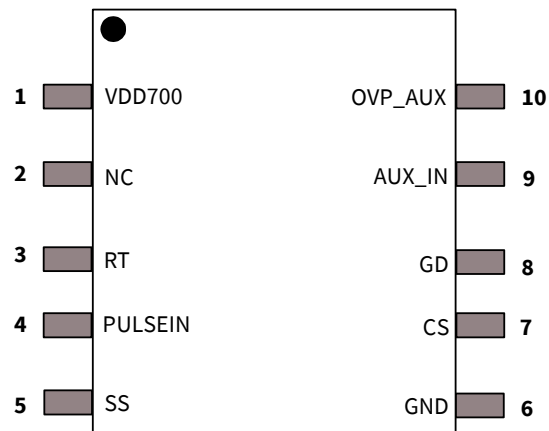 1 VDD700 OVP_AUX 10
2 NC AUX_IN 9
3 RT GD 8
4 PULSEIN CS 7
5 SS GND 6